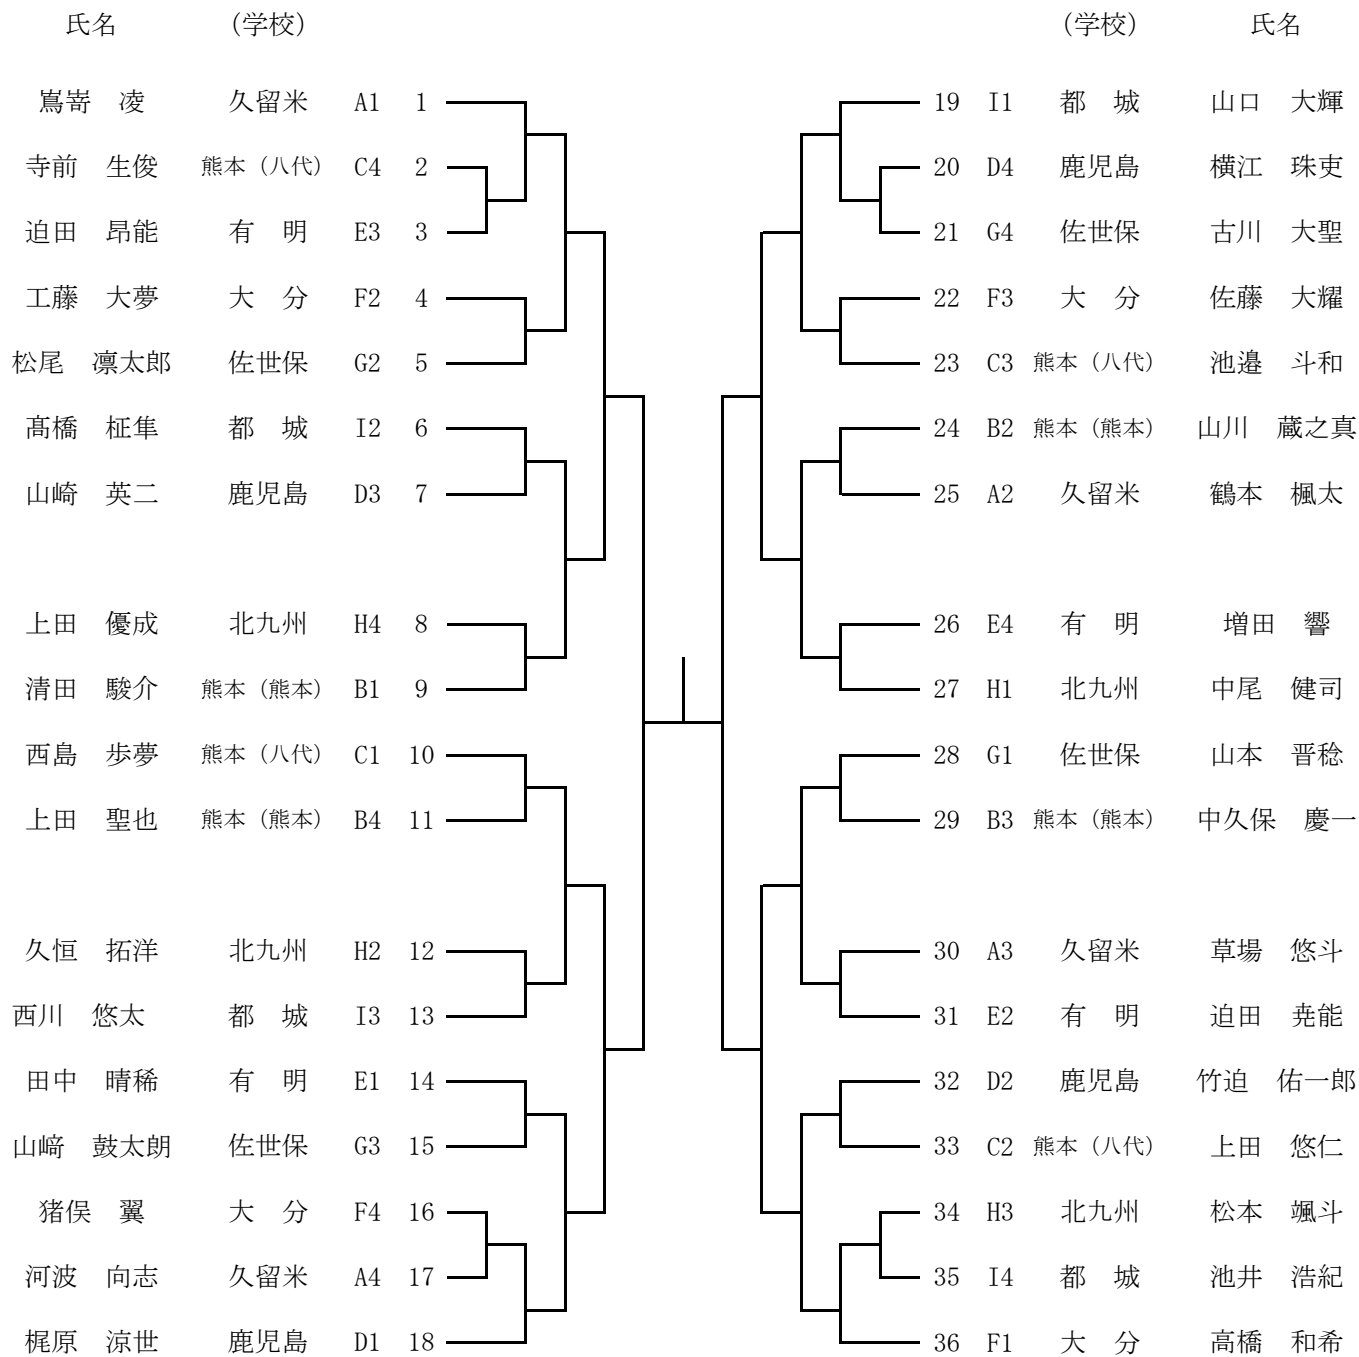 氏名 (学校) (学校) 氏名
嶌嵜 凌 久留米 A1 1 19 I1 都 城 山口 大輝
寺前 生俊 熊本（八代） C4 2 20 D4 鹿児島 横江 珠吏
迫田 昂能 有 明 E3 3 21 G4 佐世保 古川 大聖
工藤 大夢 大 分 F2 4 22 F3 大 分 佐藤 大耀
松尾 凛太郎 佐世保 G2 5 23 C3 熊本（八代） 池邉 斗和
髙橋 柾隼 都 城 I2 6 24 B2 熊本（熊本） 山川 蔵之真
山崎 英二 鹿児島 D3 7 25 A2 久留米 鶴本 楓太
上田 優成 北九州 H4 8 26 E4 有 明 増田 響
清田 駿介 熊本（熊本） B1 9 27 H1 北九州 中尾 健司
西島 歩夢 熊本（八代） C1 10 28 G1 佐世保 山本 晋稔
上田 聖也 熊本（熊本） B4 11 29 B3 熊本（熊本） 中久保 慶一
久恒 拓洋 北九州 H2 12 30 A3 久留米 草場 悠斗
西川 悠太 都 城 I3 13 31 E2 有 明 迫田 尭能
田中 晴稀 有 明 E1 14 32 D2 鹿児島 竹迫 佑一郎
山﨑 鼓太朗 佐世保 G3 15 33 C2 熊本（八代） 上田 悠仁
猪俣 翼 大 分 F4 16 34 H3 北九州 松本 颯斗
河波 向志 久留米 A4 17 35 I4 都 城 池井 浩紀
梶原 涼世 鹿児島 D1 18 36 F1 大 分 高橋 和希